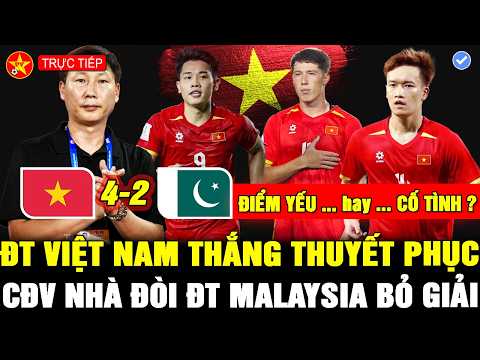 TRỰC TIẾP
9
4-2
ĐIỂM YẾU ... hay ... CỐ TÌNH ?
ĐT VIỆT NAM THẮNG THUYẾT PHỤC
CĐV NHÀ ĐÒI ĐT MALAYSIA BỎ GIẢI